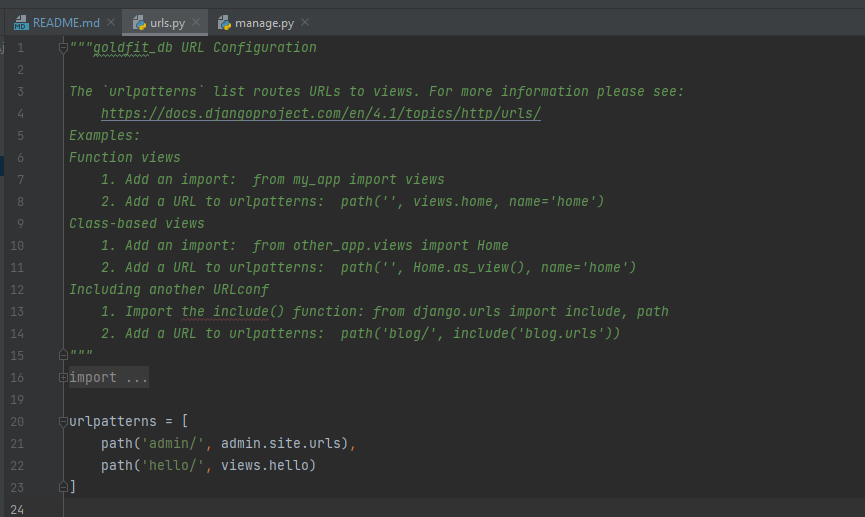 README.md urls.py manage.py
1 """goldfit_db URL Configuration
2
3 The `urlpatterns` list routes URLs to views. For more information please see:
4 https://docs.djangoproject.com/en/4.1/topics/http/urls/
5 Examples:
6 Function views
7 1. Add an import:  from my_app import views
8 2. Add a URL to urlpatterns:  path('', views.home, name='home')
9 Class-based views
10 1. Add an import:  from other_app.views import Home
11 2. Add a URL to urlpatterns:  path('', Home.as_view(), name='home')
12 Including another URLconf
13 1. Import the include() function: from django.urls import include, path
14 2. Add a URL to urlpatterns:  path('blog/', include('blog.urls'))
15 """
16 import ...
19
20 urlpatterns = [
21 path('admin/', admin.site.urls),
22 path('hello/', views.hello)
23 ]
24